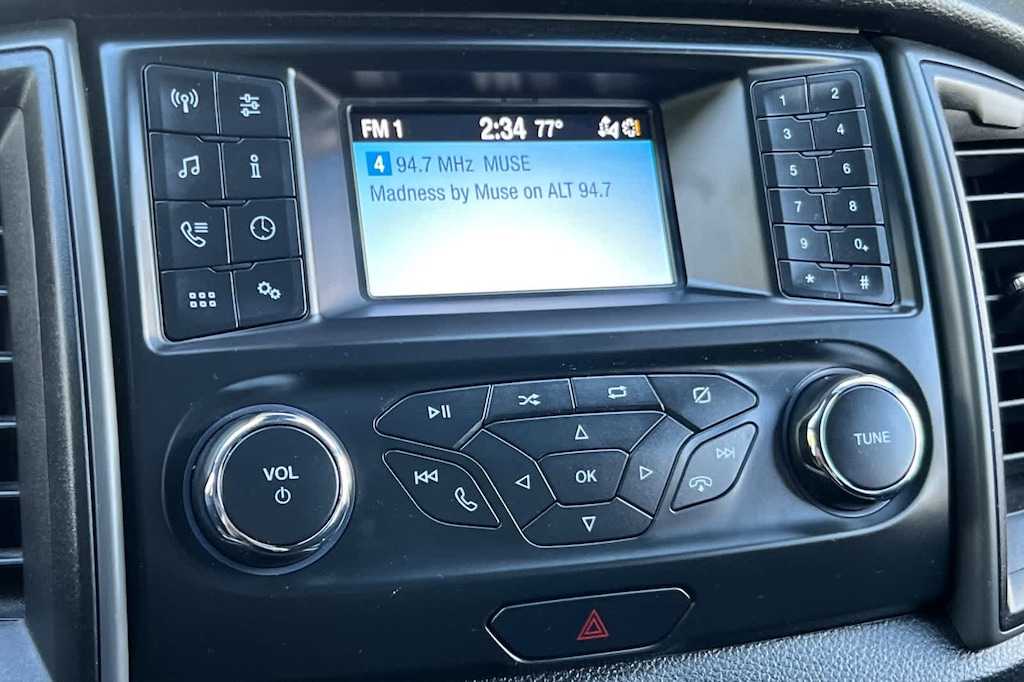 FM 1 2:34 77°
4 94.7 MHz MUSE
Madness by Muse on ALT 94.7
1 2
3 4
5 6
7 8
9 0+
* #
VOL
OK
TUNE